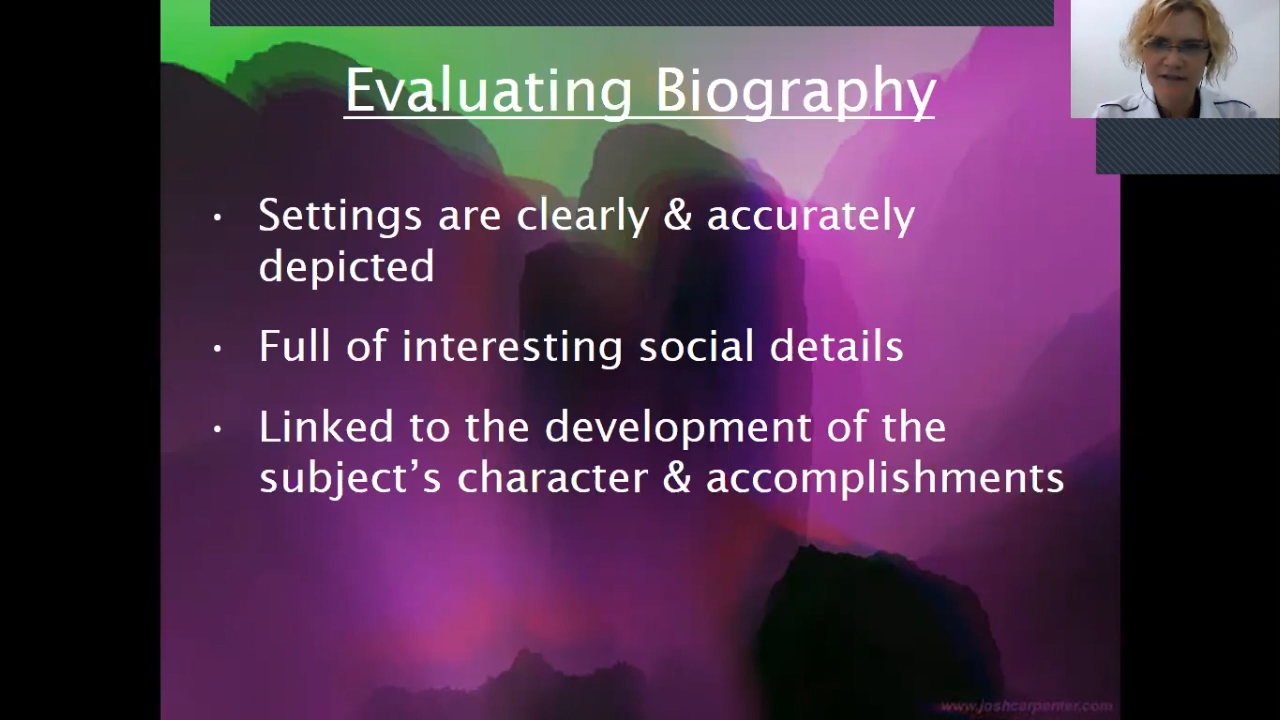 Evaluating Biography
• Settings are clearly & accurately
depicted
• Full of interesting social details
• Linked to the development of the
subject’s character & accomplishments
www.joshcarpenter.com